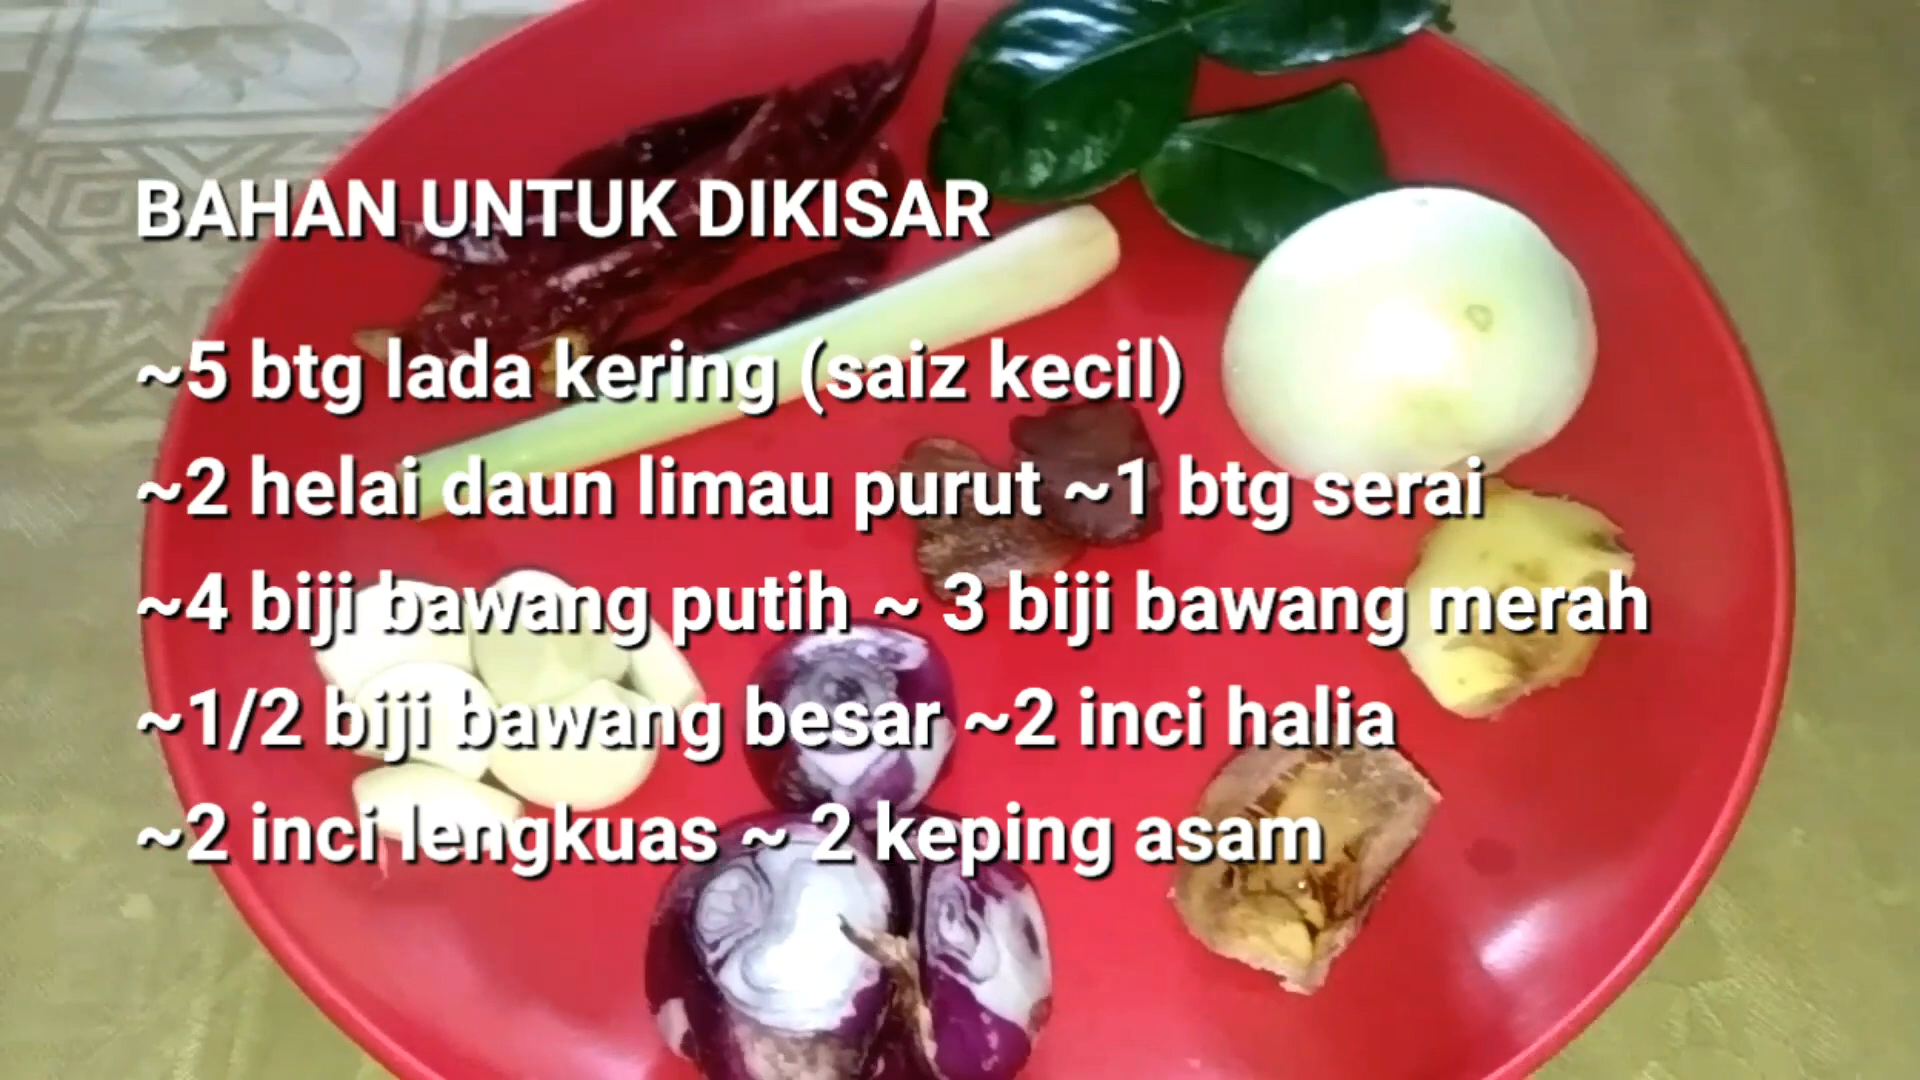 BAHAN UNTUK DIKISAR
~5 btg lada kering (saiz kecil)
~2 helai daun limau purut ~1 btg serai
~4 biji bawang putih ~ 3 biji bawang merah
~1/2 biji bawang besar ~2 inci halia
~2 inci lengkuas ~ 2 keping asam